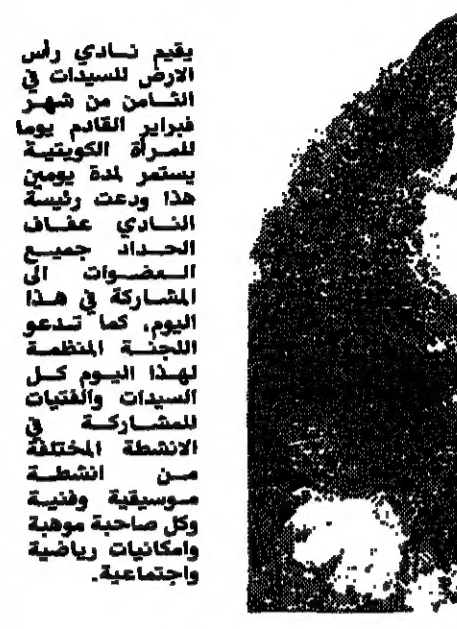 يقيم نادي رأس
الارض للسيدات في
الثامن من شهر
فبراير القادم يوما
للمرأة الكويتية
يستمر لمدة يومين
هذا ودعت رئيسة
النادي عفاف
الحداد جميع
العضوات الى
المشاركة في هذا
اليوم، كما تدعو
اللجنة المنظمة
لهذا اليوم كل
السيدات والفتيات
للمشاركة في
الانشطة المختلفة
من انشطة
موسيقية وفنية
وكل صاحبة موهبة
وامكانيات رياضية
واجتماعية.